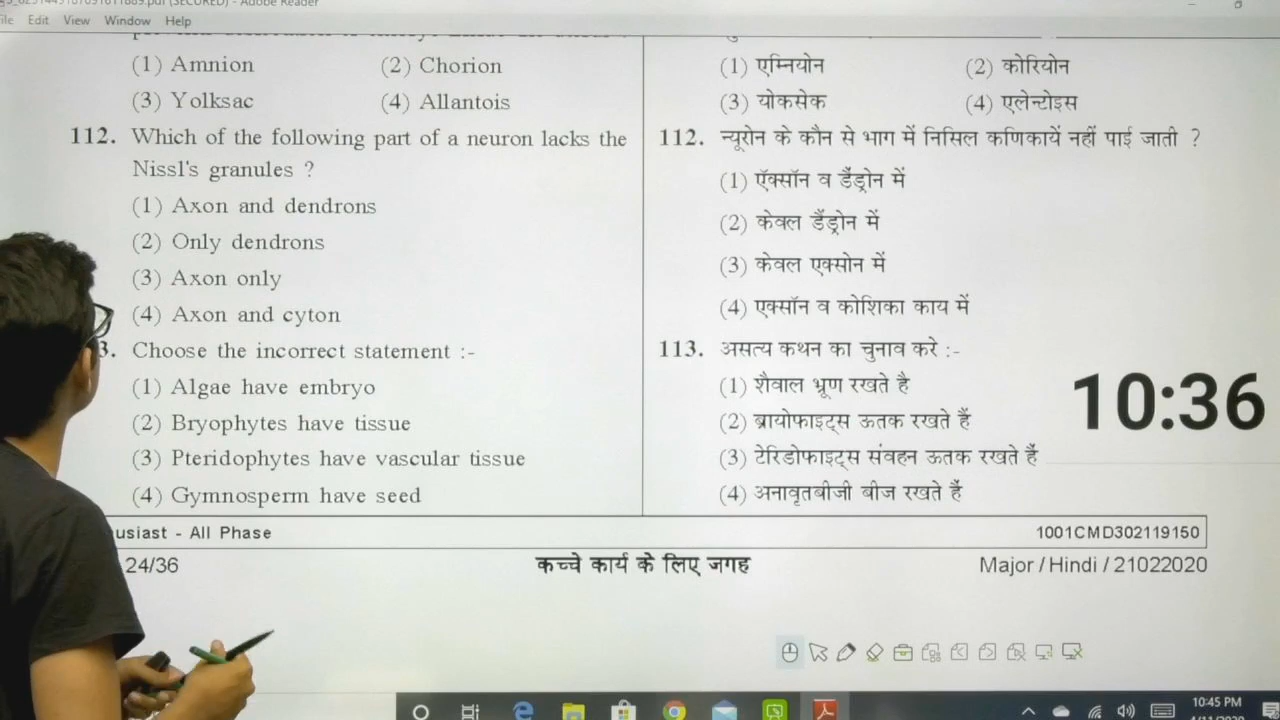 (SECURED) - Adobe Reader
File Edit View Window Help
(1) Amnion (2) Chorion
(3) Yolksac (4) Allantois
112. Which of the following part of a neuron lacks the
Nissl's granules ?
(1) Axon and dendrons
(2) Only dendrons
(3) Axon only
(4) Axon and cyton
3. Choose the incorrect statement :-
(1) Algae have embryo
(2) Bryophytes have tissue
(3) Pteridophytes have vascular tissue
(4) Gymnosperm have seed
(1) एम्नियोन (2) कोरियोन
(3) योकसेक (4) एलेन्टोइस
112. न्यूरोन के कौन से भाग में निसिल कणिकायें नहीं पाई जाती ?
(1) ऍक्सॉन व डैंड्रोन में
(2) केवल डैंड्रोन में
(3) केवल एक्सोन में
(4) एक्सॉन व कोशिका काय में
113. असत्य कथन का चुनाव करे :-
(1) शैवाल भ्रूण रखते है
(2) ब्रायोफाइट्स ऊतक रखते हैं
(3) टेरिडोफाइट्स संवहन ऊतक रखते हैं
(4) अनावृतबीजी बीज रखते हैं
10:36
usiast - All Phase 1001CMD302119150
24/36 कच्चे कार्य के लिए जगह Major / Hindi / 21022020
10:45 PM